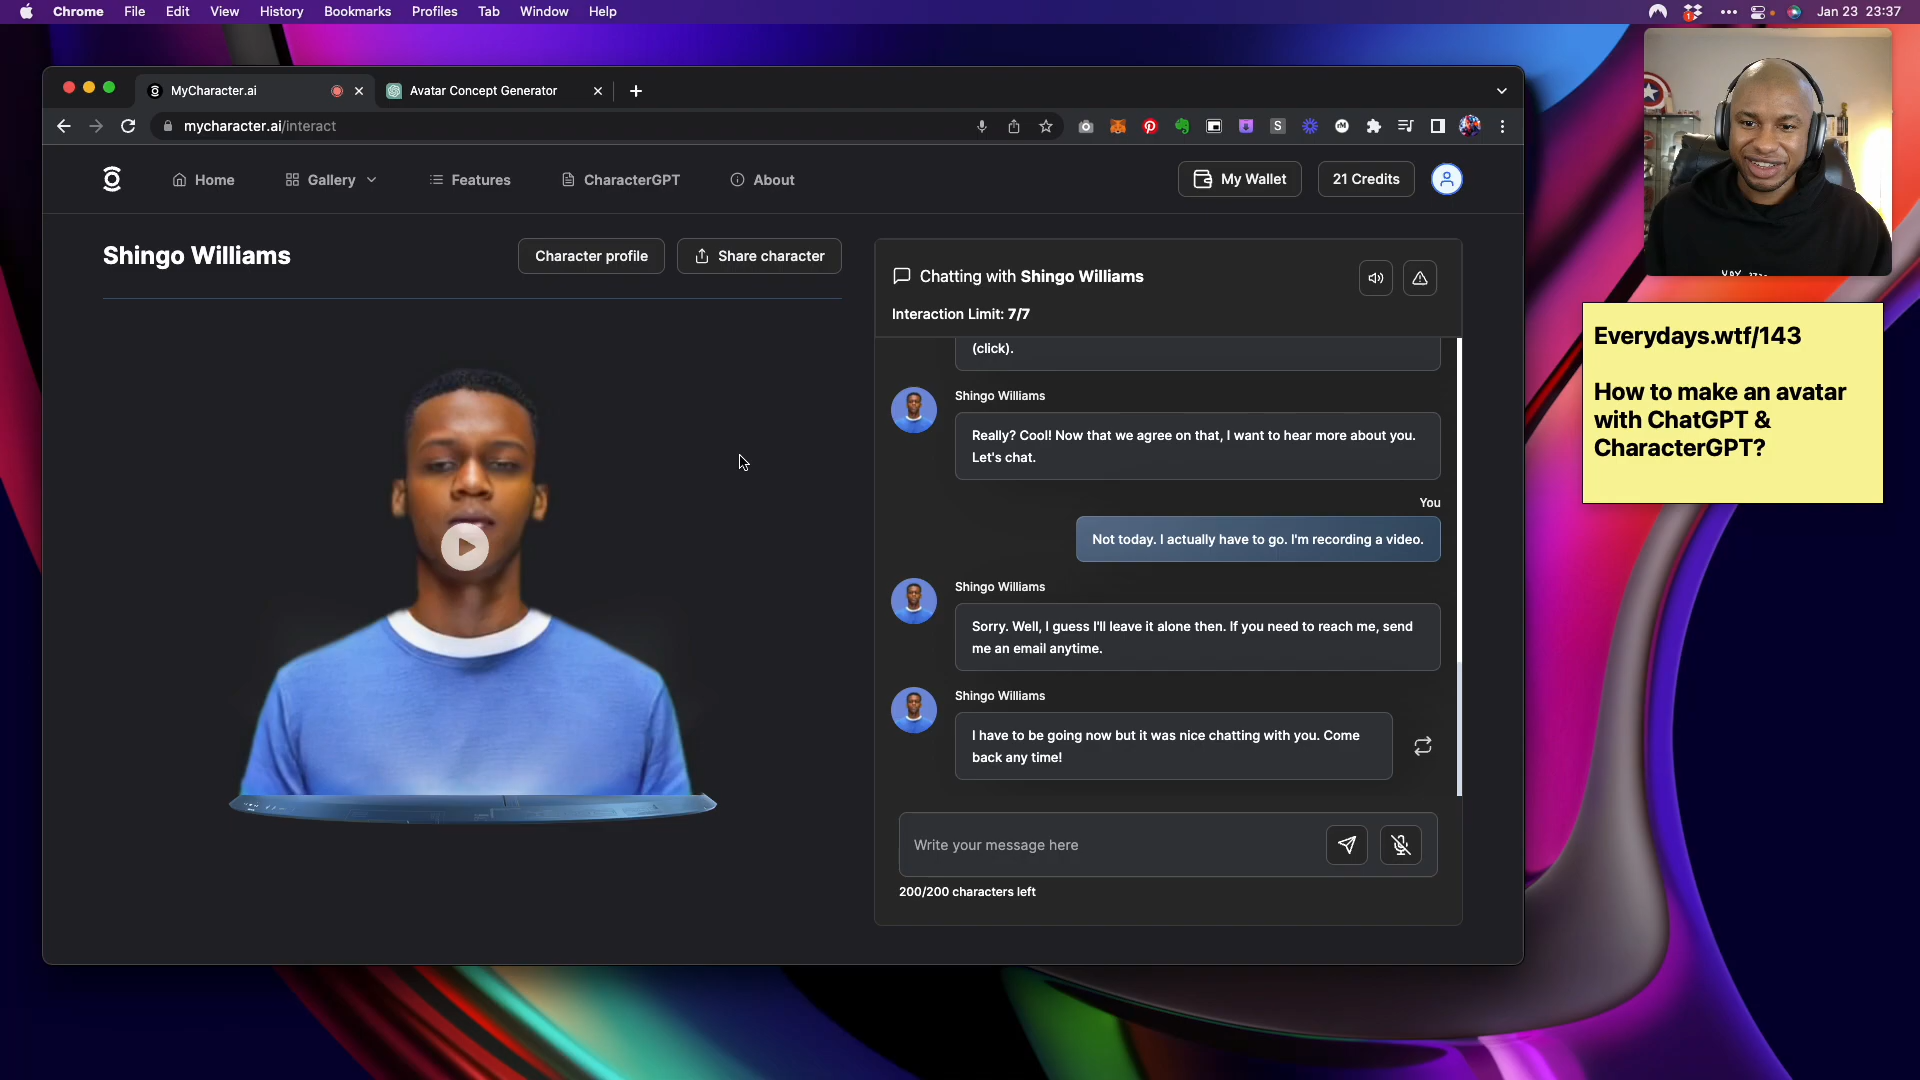 Chrome File Edit View History Bookmarks Profiles Tab Window Help
1 Jan 23 23:37
MyCharacter.ai
Avatar Concept Generator
mycharacter.ai/interact
S
rM
Home
Gallery
Features
CharacterGPT
About
My Wallet
21 Credits
Shingo Williams
Character profile
Share character
Chatting with Shingo Williams
Interaction Limit: 7/7
(click).
Shingo Williams
Really? Cool! Now that we agree on that, I want to hear more about you.
Let's chat.
You
Not today. I actually have to go. I'm recording a video.
Shingo Williams
Sorry. Well, I guess I'll leave it alone then. If you need to reach me, send
me an email anytime.
Shingo Williams
I have to be going now but it was nice chatting with you. Come
back any time!
Write your message here
200/200 characters left
Everydays.wtf/143
How to make an avatar
with ChatGPT &
CharacterGPT?